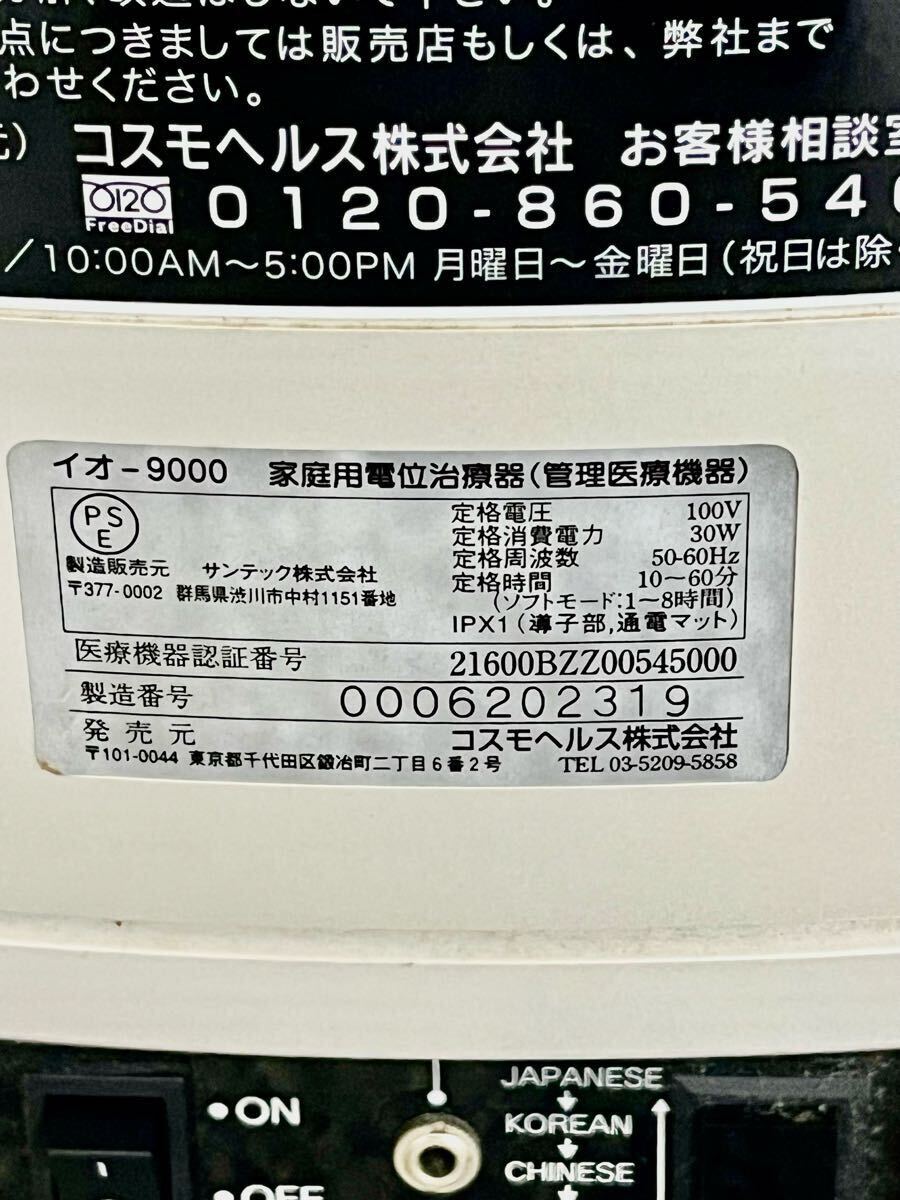 点につきましては販売店もしくは、弊社まで
わせください。
元） コスモヘルス株式会社 お客様相談室
0120 FreeDial 0120-860-540
/10:00AM～5:00PM 月曜日～金曜日(祝日は除
イオ-9000 家庭用電位治療器(管理医療機器)
PSE
定格電圧 100V
定格消費電力 30W
定格周波数 50-60Hz
定格時間 10～60分
(ソフトモード:1～8時間)
IPX1(導子部,通電マット)
製造販売元 サンテック株式会社
〒377-0002 群馬県渋川市中村1151番地
医療機器認証番号 21600BZZ00545000
製造番号 0006202319
発売元 コスモヘルス株式会社
〒101-0044 東京都千代田区鍛冶町二丁目6番2号 TEL 03-5209-5858
JAPANESE
●ON
KOREAN
CHINESE
●OFF